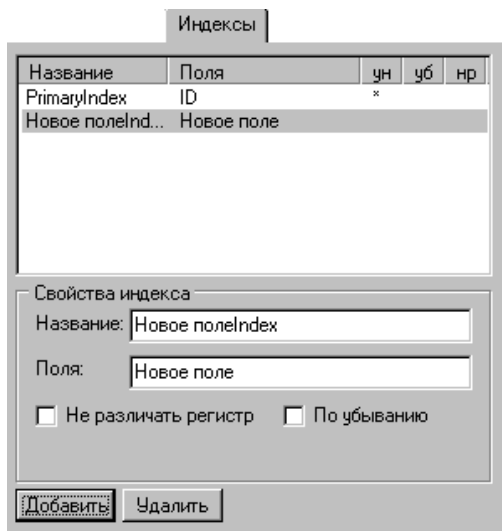 Индексы
Название Поля ун уб нр
PrimaryIndex ID *
Новое полеInd... Новое поле
Свойства индекса
Название: Новое полеIndex
Поля: Новое поле
Не различать регистр По убыванию
Добавить Удалить